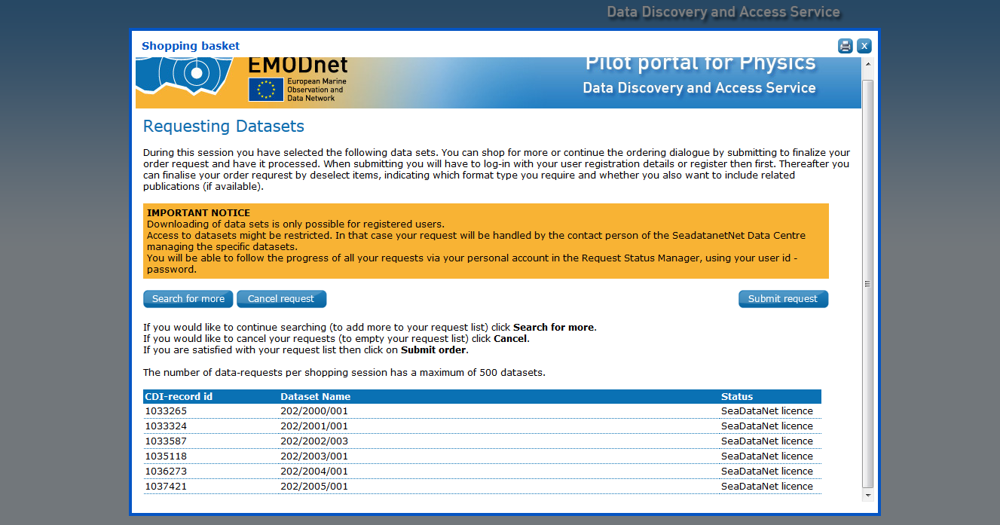 Data Discovery and Access Service
Shopping basket
X
EMODnet
European Marine
Observation and
Data Network
Pilot portal for Physics
Data Discovery and Access Service
Requesting Datasets
During this session you have selected the following data sets. You can shop for more or continue the ordering dialogue by submitting to finalize your
order request and have it processed. When submitting you will have to log-in with your user registration details or register then first. Thereafter you
can finalise your order requrest by deselect items, indicating which format type you require and whether you also want to include related
publications (if available).
IMPORTANT NOTICE
Downloading of data sets is only possible for registered users.
Access to datasets might be restricted. In that case your request will be handled by the contact person of the SeadatanetNet Data Centre
managing the specific datasets.
You will be able to follow the progress of all your requests via your personal account in the Request Status Manager, using your user id -
password.
Search for more Cancel request Submit request
If you would like to continue searching (to add more to your request list) click Search for more.
If you would like to cancel your requests (to empty your request list) click Cancel.
If you are satisfied with your request list then click on Submit order.
The number of data-requests per shopping session has a maximum of 500 datasets.
CDI-record id Dataset Name Status
1033265 202/2000/001 SeaDataNet licence
1033324 202/2001/001 SeaDataNet licence
1033587 202/2002/003 SeaDataNet licence
1035118 202/2003/001 SeaDataNet licence
1036273 202/2004/001 SeaDataNet licence
1037421 202/2005/001 SeaDataNet licence